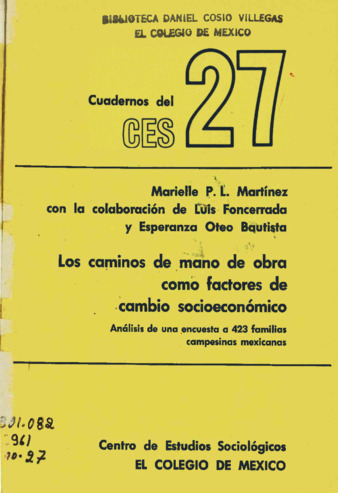 BIBLIOTECA DANIEL COSIO VILLEGAS
EL COLEGIO DE MEXICO
Cuadernos del
CES
27
Marielle P. L. Martínez
con la colaboración de Luis Foncerrada
y Esperanza Oteo Bautista
Los caminos de mano de obra
como factores de
cambio socioeconómico
Análisis de una encuesta a 423 familias
campesinas mexicanas
301.082
961
no. 27
Centro de Estudios Sociológicos
EL COLEGIO DE MEXICO